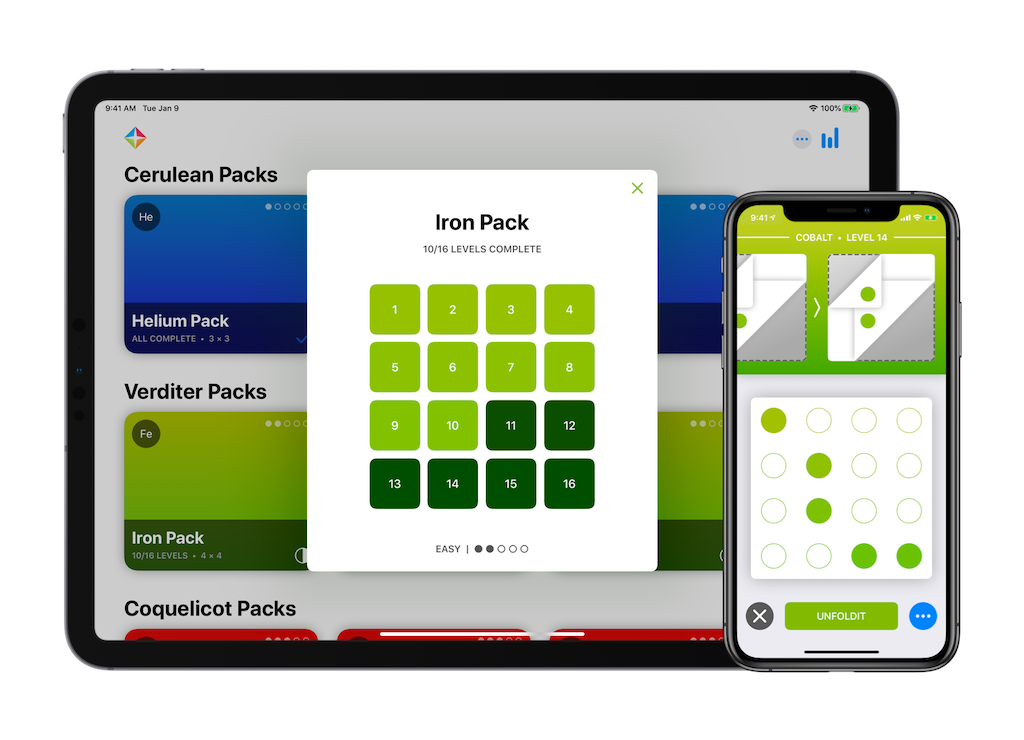 9:41 AM Tue Jan 9
100%
Cerulean Packs
He
Helium Pack
ALL COMPLETE • 3 × 3
Verditer Packs
Fe
Iron Pack
10/16 LEVELS • 4 × 4
Coquelicot Packs
Iron Pack
10/16 LEVELS COMPLETE
1 2 3 4
5 6 7 8
9 10 11 12
13 14 15 16
EASY |
9:41
COBALT • LEVEL 14
UNFOLDIT